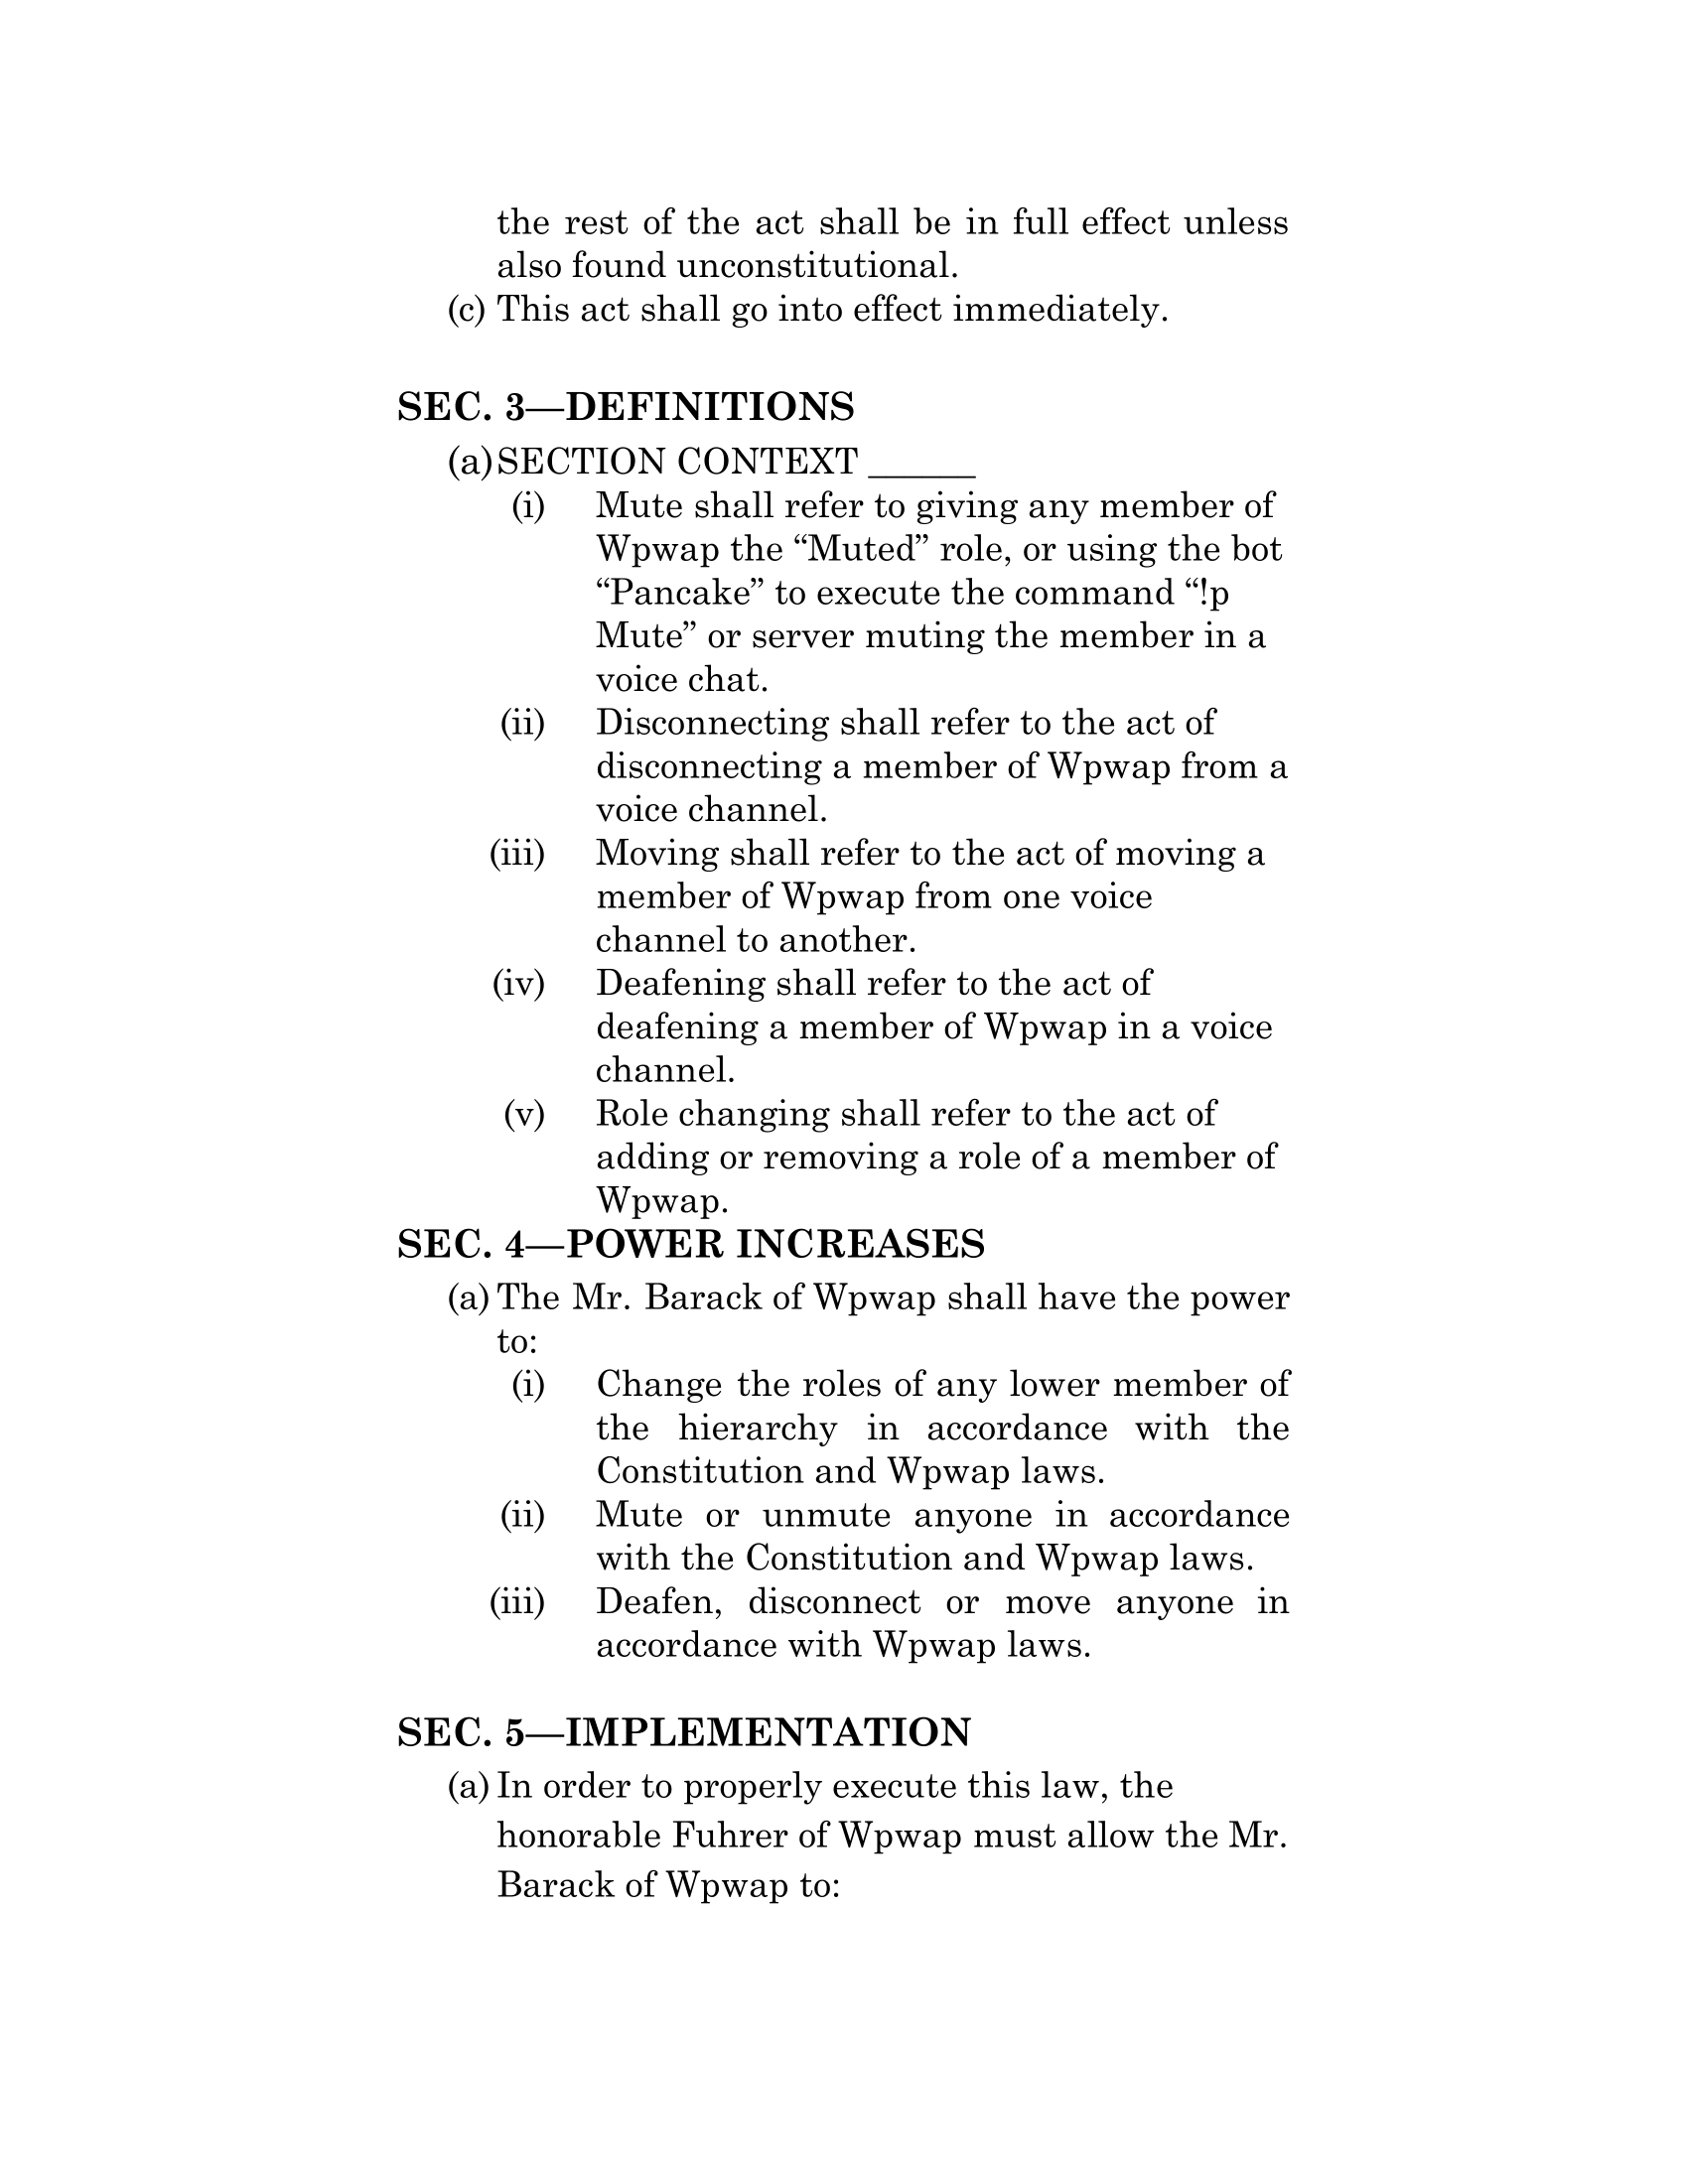 the rest of the act shall be in full effect unless
also found unconstitutional.
(c) This act shall go into effect immediately.
SEC. 3—DEFINITIONS
(a) SECTION CONTEXT ______
(i) Mute shall refer to giving any member of
Wpwap the “Muted” role, or using the bot
“Pancake” to execute the command “!p
Mute” or server muting the member in a
voice chat.
(ii) Disconnecting shall refer to the act of
disconnecting a member of Wpwap from a
voice channel.
(iii) Moving shall refer to the act of moving a
member of Wpwap from one voice
channel to another.
(iv) Deafening shall refer to the act of
deafening a member of Wpwap in a voice
channel.
(v) Role changing shall refer to the act of
adding or removing a role of a member of
Wpwap.
SEC. 4—POWER INCREASES
(a) The Mr. Barack of Wpwap shall have the power
to:
(i) Change the roles of any lower member of
the hierarchy in accordance with the
Constitution and Wpwap laws.
(ii) Mute or unmute anyone in accordance
with the Constitution and Wpwap laws.
(iii) Deafen, disconnect or move anyone in
accordance with Wpwap laws.
SEC. 5—IMPLEMENTATION
(a) In order to properly execute this law, the
honorable Fuhrer of Wpwap must allow the Mr.
Barack of Wpwap to: